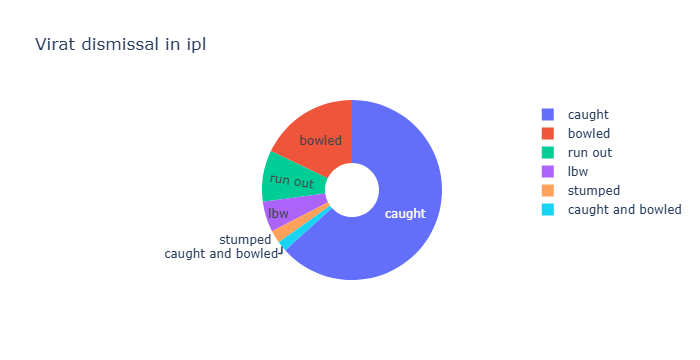 Virat dismissal in ipl
bowled
run out
lbw
caught
stumped
caught and bowled
caught
bowled
run out
lbw
stumped
caught and bowled